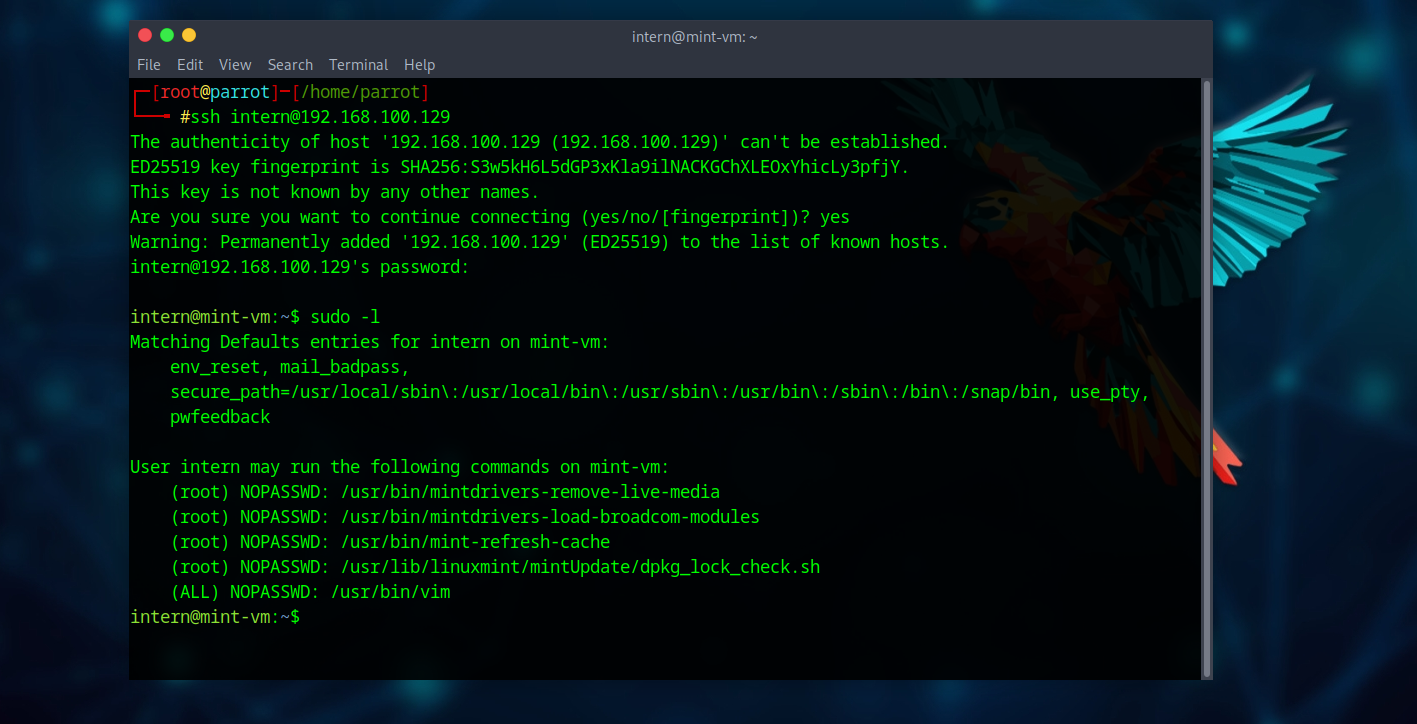 intern@mint-vm: ~
File Edit View Search Terminal Help
┌─[root@parrot]─[/home/parrot]
└──╼ #ssh intern@192.168.100.129
The authenticity of host '192.168.100.129 (192.168.100.129)' can't be established.
ED25519 key fingerprint is SHA256:S3w5kH6L5dGP3xKla9ilNACKGChXLEOxYhicLy3pfjY.
This key is not known by any other names.
Are you sure you want to continue connecting (yes/no/[fingerprint])? yes
Warning: Permanently added '192.168.100.129' (ED25519) to the list of known hosts.
intern@192.168.100.129's password:
intern@mint-vm:~$ sudo -l
Matching Defaults entries for intern on mint-vm:
    env_reset, mail_badpass,
    secure_path=/usr/local/sbin\:/usr/local/bin\:/usr/sbin\:/usr/bin\:/sbin\:/bin\:/snap/bin, use_pty,
    pwfeedback
User intern may run the following commands on mint-vm:
    (root) NOPASSWD: /usr/bin/mintdrivers-remove-live-media
    (root) NOPASSWD: /usr/bin/mintdrivers-load-broadcom-modules
    (root) NOPASSWD: /usr/bin/mint-refresh-cache
    (root) NOPASSWD: /usr/lib/linuxmint/mintUpdate/dpkg_lock_check.sh
    (ALL) NOPASSWD: /usr/bin/vim
intern@mint-vm:~$